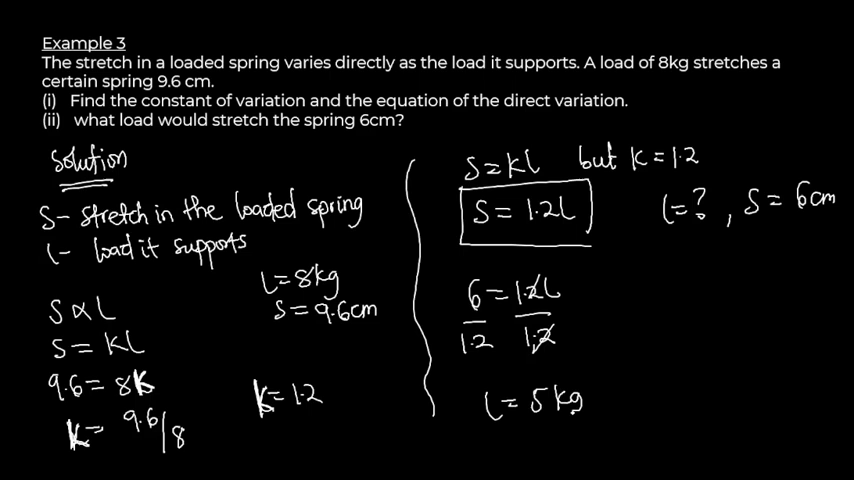 Example 3
The stretch in a loaded spring varies directly as the load it supports. A load of 8kg stretches a
certain spring 9.6 cm.
(i) Find the constant of variation and the equation of the direct variation.
(ii) what load would stretch the spring 6cm?
Solution
S - stretch in the loaded spring
l - load it supports
l = 8kg
S = 9.6cm
S ∝ L
S = KL
9.6 = 8K
K = 9.6/8
K = 1.2
S = Kl but K = 1.2
S = 1.2l
l = ? , S = 6cm
6 = 1.2l
1.2 1.2
l = 5kg